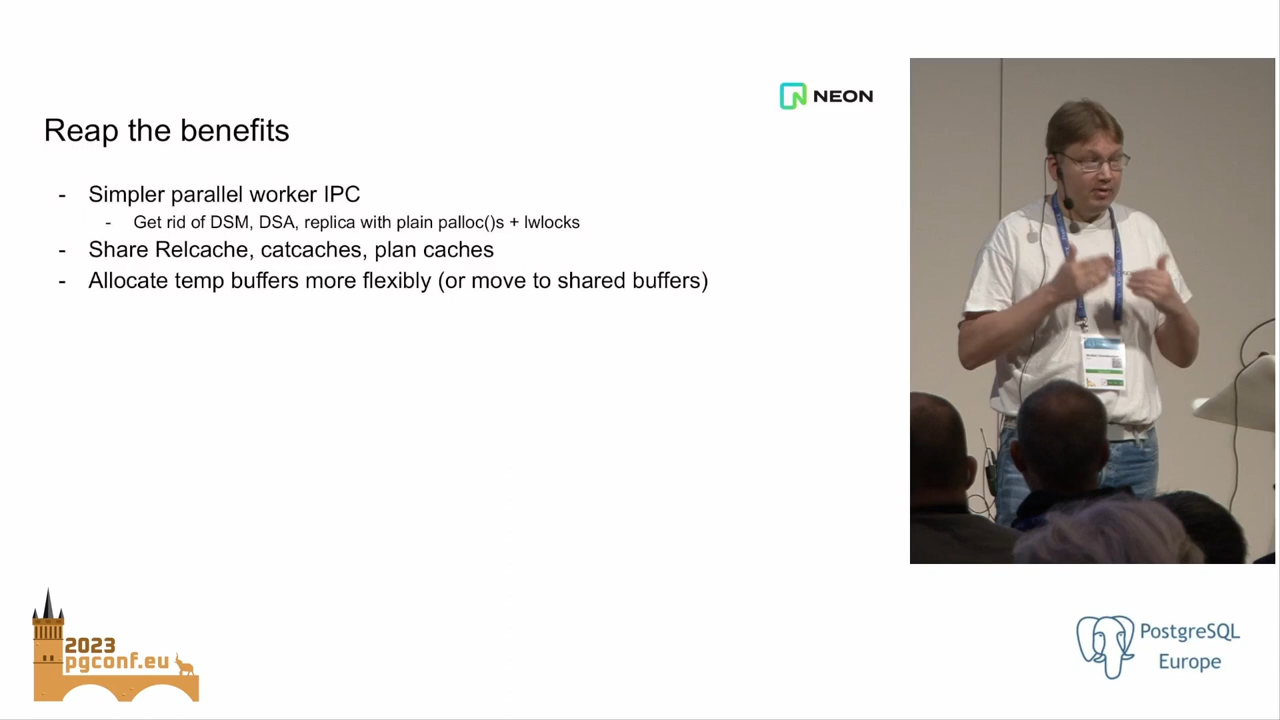 NEON
Reap the benefits
- Simpler parallel worker IPC
- Get rid of DSM, DSA, replica with plain palloc()s + lwlocks
- Share Relcache, catcaches, plan caches
- Allocate temp buffers more flexibly (or move to shared buffers)
2023
pgconf.eu
PostgreSQL
Europe